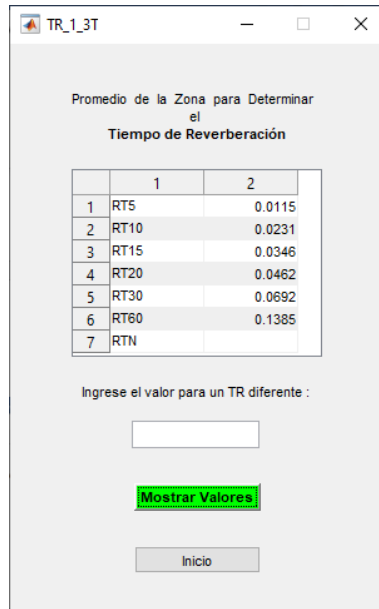 TR_1_3T
Promedio de la Zona para Determinar
el
Tiempo de Reverberación
1 2
1 RT5 0.0115
2 RT10 0.0231
3 RT15 0.0346
4 RT20 0.0462
5 RT30 0.0692
6 RT60 0.1385
7 RTN
Ingrese el valor para un TR diferente :
Mostrar Valores
Inicio